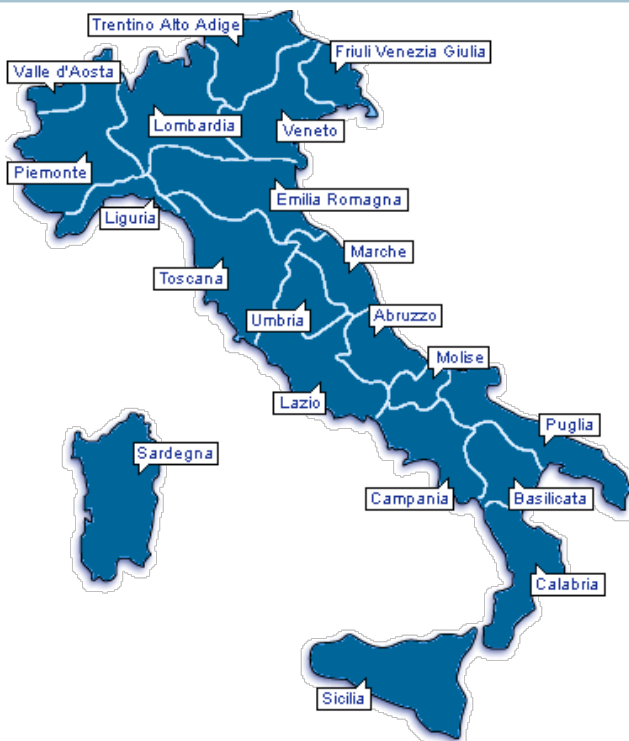 Trentino Alto Adige
Friuli Venezia Giulia
Valle d'Aosta
Lombardia
Veneto
Piemonte
Emilia Romagna
Liguria
Marche
Toscana
Umbria
Abruzzo
Molise
Lazio
Puglia
Sardegna
Campania
Basilicata
Calabria
Sicilia